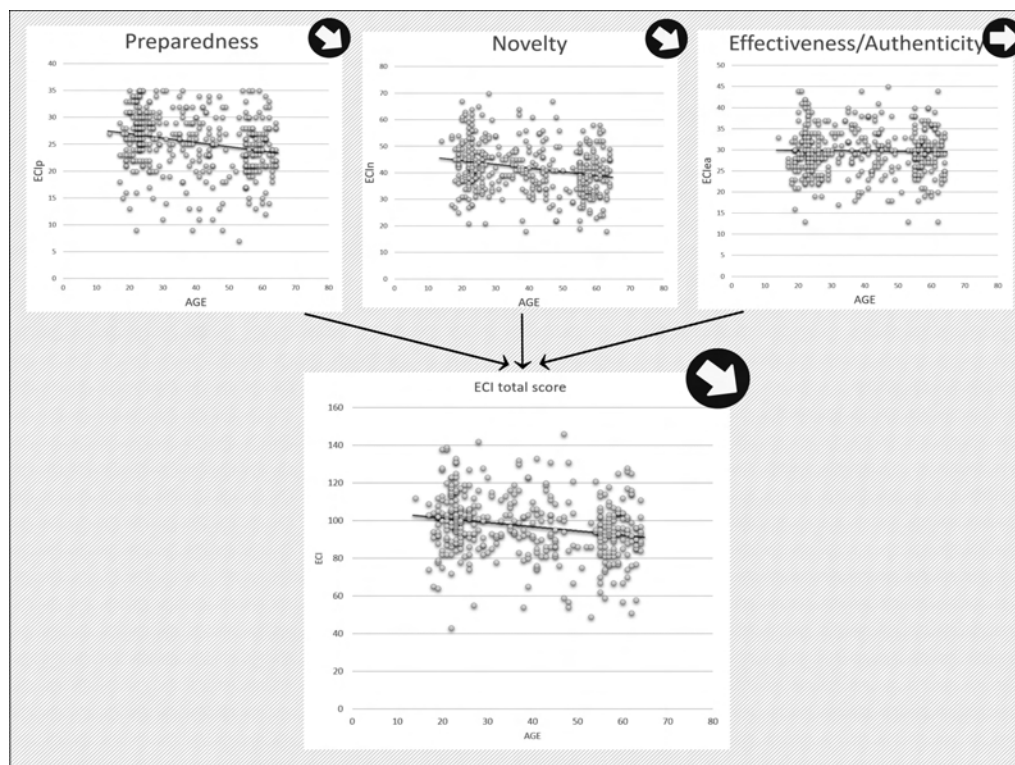 Preparedness
40
35
30
25
20
15
10
5
0
ECIp
0 10 20 30 40 50 60 70 80
AGE
Novelty
80
70
60
50
40
30
20
10
0
ECIn
0 10 20 30 40 50 60 70 80
AGE
Effectiveness/Authenticity
50
45
40
35
30
25
20
15
10
5
0
ECIea
0 10 20 30 40 50 60 70 80
AGE
ECI total score
160
140
120
100
80
60
40
20
0
ECI
0 10 20 30 40 50 60 70 80
AGE